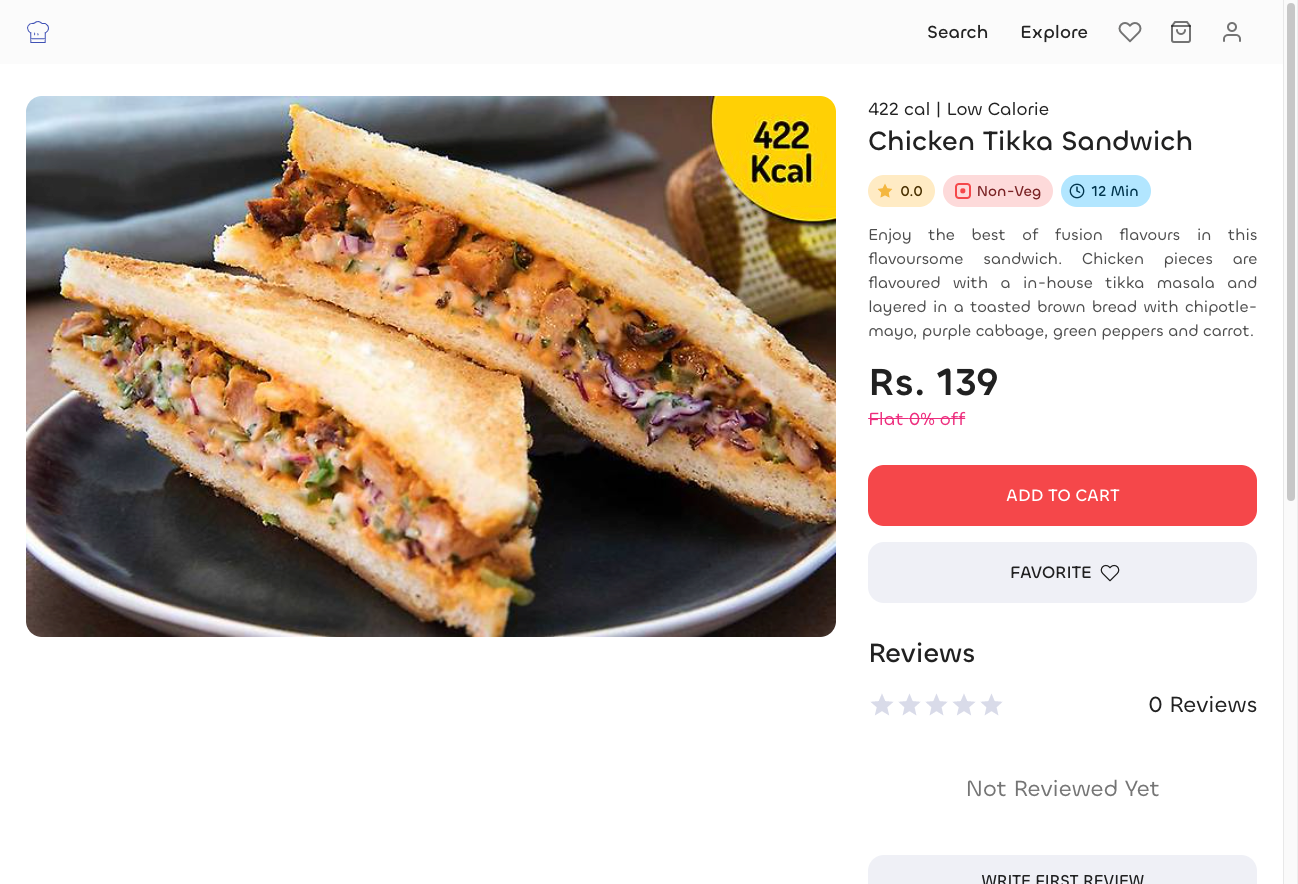 Search
Explore
422
Kcal
422 cal | Low Calorie
Chicken Tikka Sandwich
0.0
Non-Veg
12 Min
Enjoy the best of fusion flavours in this
flavoursome sandwich. Chicken pieces are
flavoured with a in-house tikka masala and
layered in a toasted brown bread with chipotle-
mayo, purple cabbage, green peppers and carrot.
Rs. 139
Flat 0% off
ADD TO CART
FAVORITE
Reviews
0 Reviews
Not Reviewed Yet
WRITE FIRST REVIEW